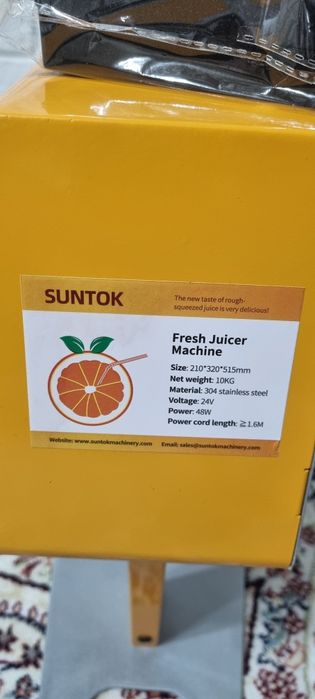 SUNTOK
The new taste of rough-
squeezed juice is very delicious!
Fresh Juicer
Machine
Size: 210*320*515mm
Net weight: 10KG
Material: 304 stainless steel
Voltage: 24V
Power: 48W
Power cord length: ≧1.6M
Website: www.suntokmachinery.com Email: sales@suntokmachinery.com